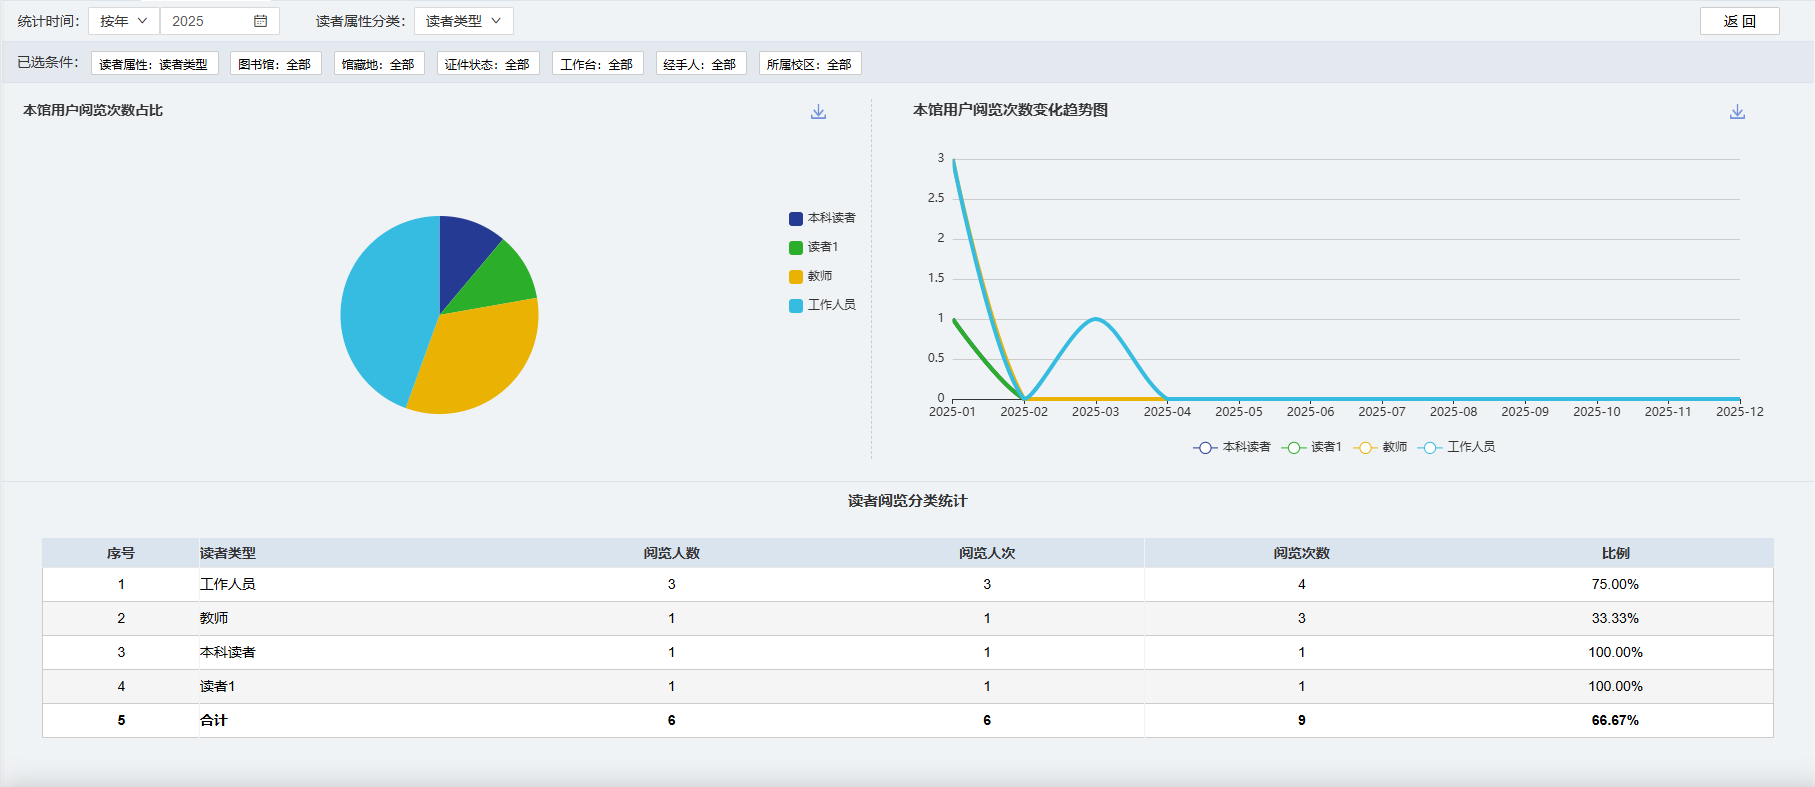 统计时间： 按年 2025 读者属性分类： 读者类型 返 回
已选条件： 读者属性：读者类型 图书馆：全部 馆藏地：全部 证件状态：全部 工作台：全部 经手人：全部 所属校区：全部
本馆用户阅览次数占比
本科读者
读者1
教师
工作人员
本馆用户阅览次数变化趋势图
3
2.5
2
1.5
1
0.5
0
2025-01 2025-02 2025-03 2025-04 2025-05 2025-06 2025-07 2025-08 2025-09 2025-10 2025-11 2025-12
本科读者 读者1 教师 工作人员
读者阅览分类统计
序号 读者类型 阅览人数 阅览人次 阅览次数 比例
1 工作人员 3 3 4 75.00%
2 教师 1 1 3 33.33%
3 本科读者 1 1 1 100.00%
4 读者1 1 1 1 100.00%
5 合计 6 6 9 66.67%